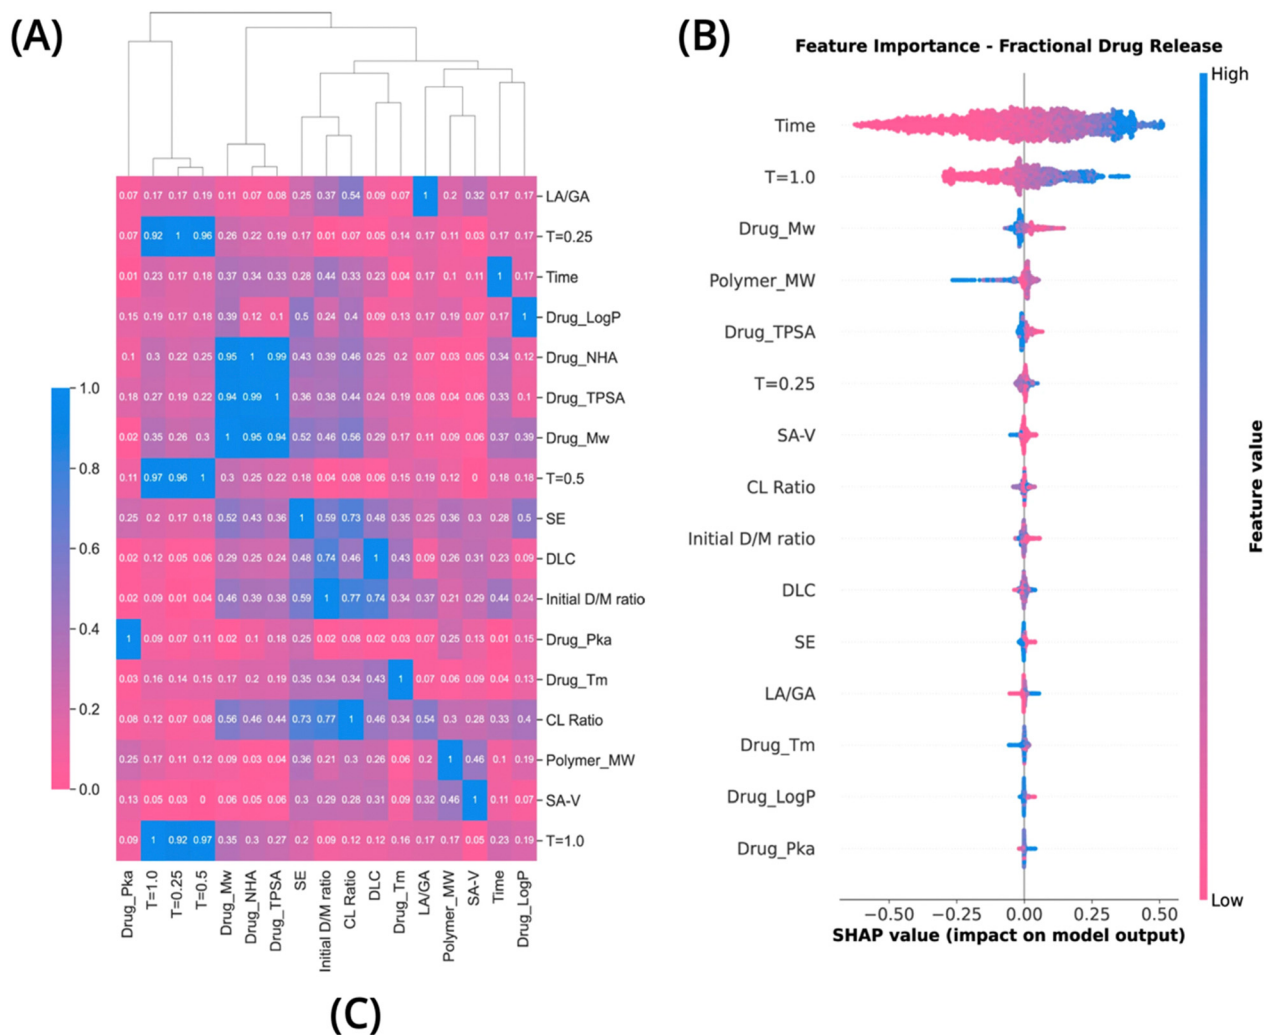 (A)
0.07 0.17 0.17 0.19 0.11 0.07 0.08 0.25 0.37 0.54 0.09 0.07 1 0.2 0.32 0.17 0.17 LA/GA
0.07 0.92 1 0.96 0.26 0.22 0.19 0.17 0.01 0.07 0.05 0.14 0.17 0.11 0.03 0.17 0.17 T=0.25
0.01 0.23 0.17 0.18 0.37 0.34 0.33 0.28 0.44 0.33 0.23 0.04 0.17 0.1 0.11 1 0.17 Time
0.15 0.19 0.17 0.18 0.39 0.12 0.1 0.5 0.24 0.4 0.09 0.13 0.17 0.19 0.07 0.17 1 Drug_LogP
0.1 0.3 0.22 0.25 0.95 1 0.99 0.43 0.39 0.46 0.25 0.2 0.07 0.03 0.05 0.34 0.12 Drug_NHA
0.18 0.27 0.19 0.22 0.94 0.99 1 0.36 0.38 0.44 0.24 0.19 0.08 0.04 0.06 0.33 0.1 Drug_TPSA
0.02 0.35 0.26 0.3 1 0.95 0.94 0.52 0.46 0.56 0.29 0.17 0.11 0.09 0.06 0.37 0.39 Drug_Mw
0.11 0.97 0.96 1 0.3 0.25 0.22 0.18 0.04 0.08 0.06 0.15 0.19 0.12 0 0.18 0.18 T=0.5
0.25 0.2 0.17 0.18 0.52 0.43 0.36 1 0.59 0.73 0.48 0.35 0.25 0.36 0.3 0.28 0.5 SE
0.02 0.12 0.05 0.06 0.29 0.25 0.24 0.48 0.74 0.46 1 0.43 0.09 0.26 0.31 0.23 0.09 DLC
0.02 0.09 0.01 0.04 0.46 0.39 0.38 0.59 1 0.77 0.74 0.34 0.37 0.21 0.29 0.44 0.24 Initial D/M ratio
1 0.09 0.07 0.11 0.02 0.1 0.18 0.25 0.02 0.08 0.02 0.03 0.07 0.25 0.13 0.01 0.15 Drug_Pka
0.03 0.16 0.14 0.15 0.17 0.2 0.19 0.35 0.34 0.34 0.43 1 0.07 0.06 0.09 0.04 0.13 Drug_Tm
0.08 0.12 0.07 0.08 0.56 0.46 0.44 0.73 0.77 1 0.46 0.34 0.54 0.3 0.28 0.33 0.4 CL Ratio
0.25 0.17 0.11 0.12 0.09 0.03 0.04 0.36 0.21 0.3 0.26 0.06 0.2 1 0.46 0.1 0.19 Polymer_MW
0.13 0.05 0.03 0 0.06 0.05 0.06 0.3 0.29 0.28 0.31 0.09 0.32 0.46 1 0.11 0.07 SA-V
0.09 1 0.92 0.97 0.35 0.3 0.27 0.2 0.09 0.12 0.12 0.16 0.17 0.17 0.05 0.23 0.19 T=1.0
1.0
0.8
0.6
0.4
0.2
0.0
Drug_Pka
T=1.0
T=0.25
T=0.5
Drug_Mw
Drug_NHA
Drug_TPSA
SE
Initial D/M ratio
CL Ratio
DLC
Drug_Tm
LA/GA
Polymer_MW
SA-V
Time
Drug_LogP
(B)
Feature Importance - Fractional Drug Release
High
Time
T=1.0
Drug_Mw
Polymer_MW
Drug_TPSA
T=0.25
SA-V
CL Ratio
Initial D/M ratio
DLC
SE
LA/GA
Drug_Tm
Drug_LogP
Drug_Pka
Low
Feature value
−0.50 −0.25 0.00 0.25 0.50
SHAP value (impact on model output)
(C)